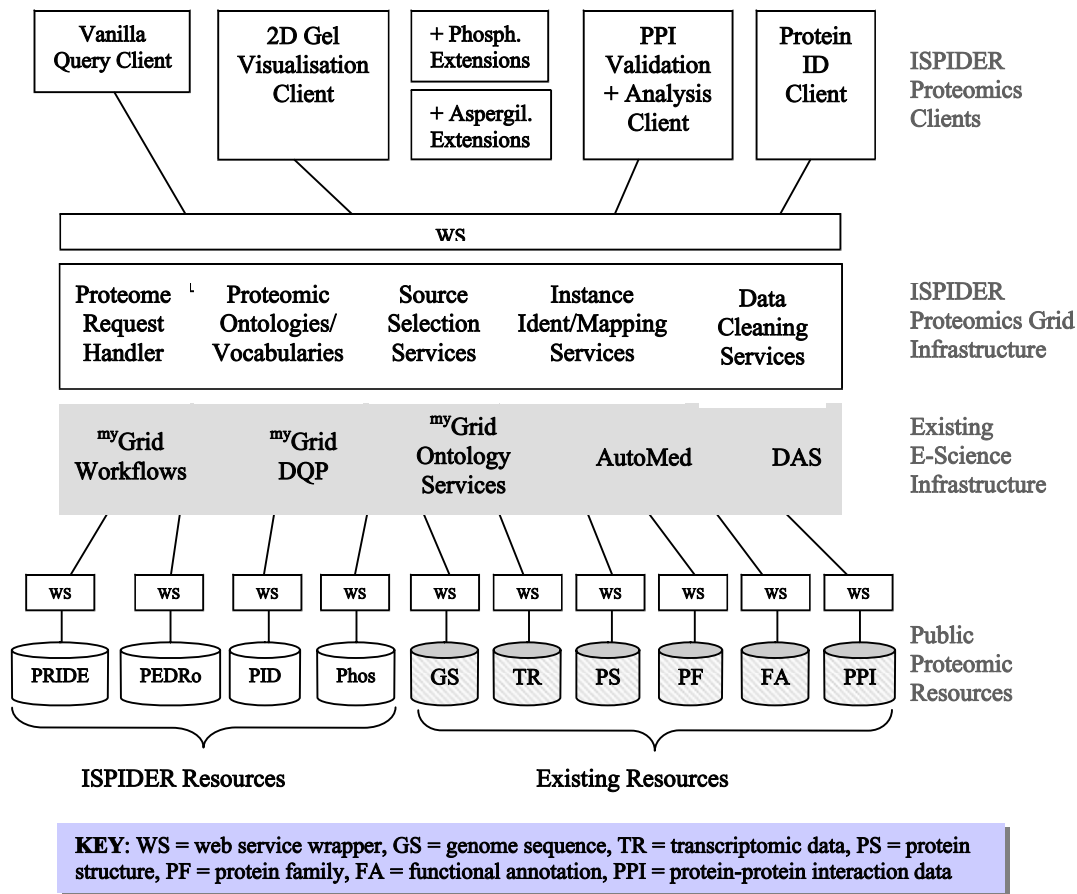 Vanilla
Query Client
2D Gel
Visualisation
Client
+ Phosph.
Extensions
+ Aspergil.
Extensions
PPI
Validation
+ Analysis
Client
Protein
ID
Client
ISPIDER
Proteomics
Clients
WS
Proteome
Request
Handler
Proteomic
Ontologies/
Vocabularies
Source
Selection
Services
Instance
Ident/Mapping
Services
Data
Cleaning
Services
ISPIDER
Proteomics Grid
Infrastructure
myGrid
Workflows
myGrid
DQP
myGrid
Ontology
Services
AutoMed
DAS
Existing
E-Science
Infrastructure
WS
WS
WS
WS
WS
WS
WS
WS
WS
WS
PRIDE
PEDRo
PID
Phos
GS
TR
PS
PF
FA
PPI
Public
Proteomic
Resources
ISPIDER Resources
Existing Resources
KEY: WS = web service wrapper, GS = genome sequence, TR = transcriptomic data, PS = protein
structure, PF = protein family, FA = functional annotation, PPI = protein-protein interaction data